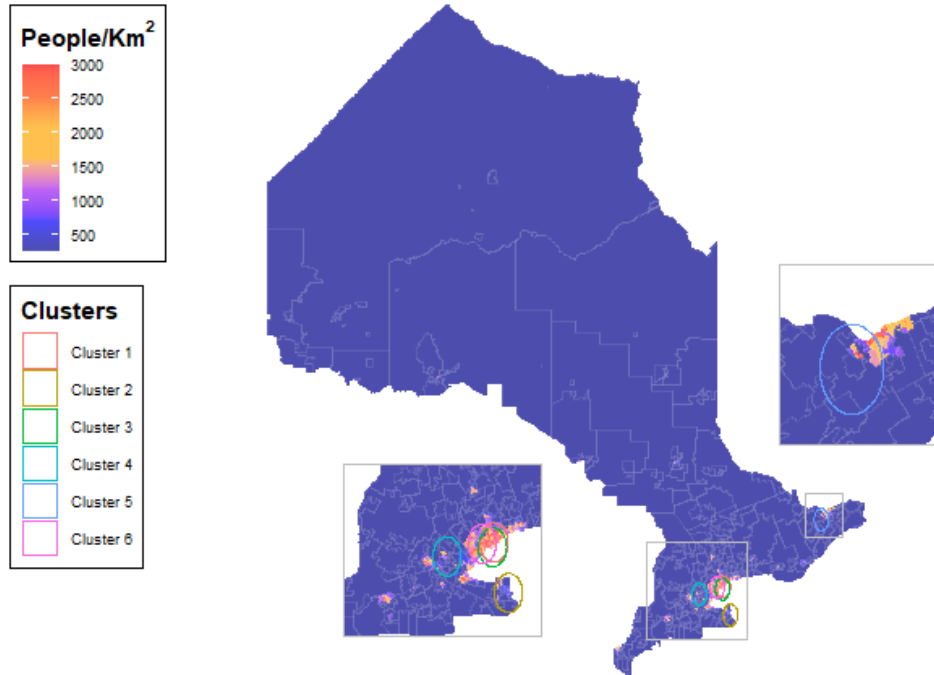 People/Km²
3000
2500
2000
1500
1000
500
Clusters
Cluster 1
Cluster 2
Cluster 3
Cluster 4
Cluster 5
Cluster 6